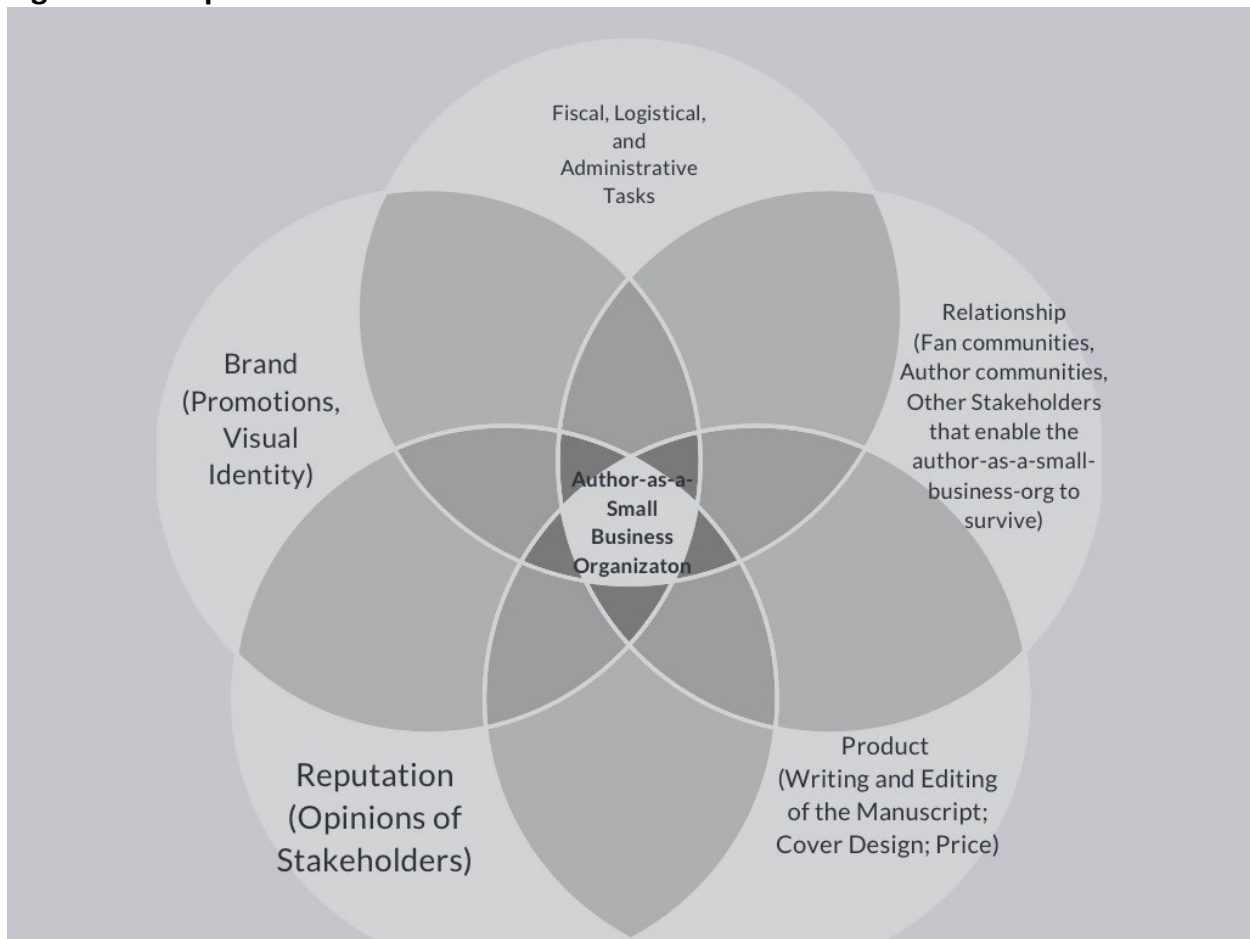 Fiscal, Logistical,
and
Administrative
Tasks
Relationship
(Fan communities,
Author communities,
Other Stakeholders
that enable the
author-as-a-small-
business-org to
survive)
Brand
(Promotions,
Visual
Identity)
Author-as-a-
Small
Business
Organizaton
Product
(Writing and Editing
of the Manuscript;
Cover Design; Price)
Reputation
(Opinions of
Stakeholders)